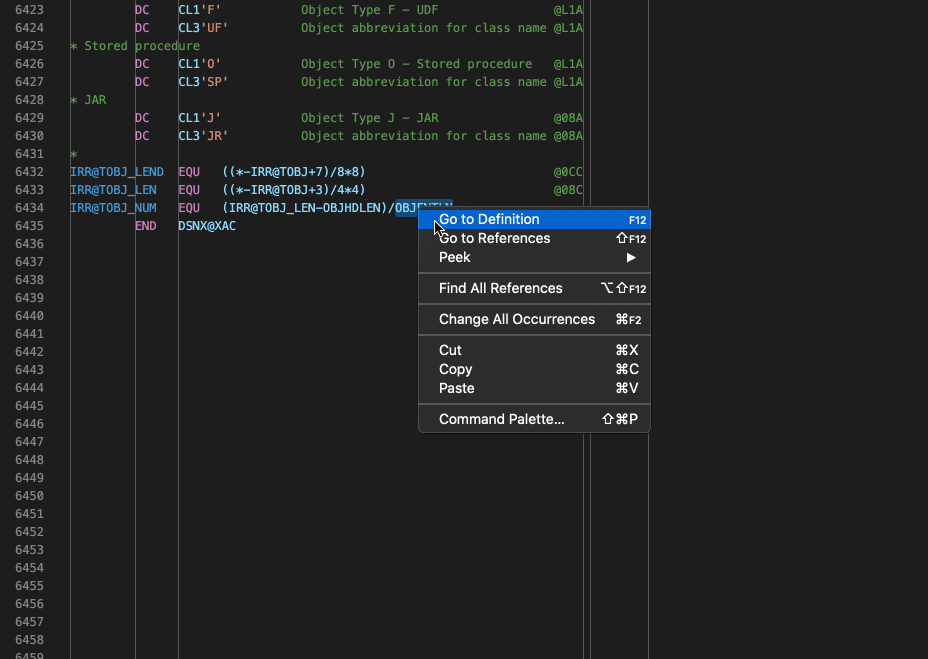 6423 DC CL1'F' Object Type F – UDF @L1A
6424 DC CL3'UF' Object abbreviation for class name @L1A
6425 * Stored procedure
6426 DC CL1'O' Object Type O – Stored procedure @L1A
6427 DC CL3'SP' Object abbreviation for class name @L1A
6428 * JAR
6429 DC CL1'J' Object Type J – JAR @08A
6430 DC CL3'JR' Object abbreviation for class name @08A
6431 *
6432 IRR@TOBJ_LEND EQU ((*-IRR@TOBJ+7)/8*8) @0CC
6433 IRR@TOBJ_LEN EQU ((*-IRR@TOBJ+3)/4*4) @08C
6434 IRR@TOBJ_NUM EQU (IRR@TOBJ_LEN-OBJHDLEN)/OBJENTLN
6435 END DSNX@XAC
6436
6437
6438
6439
6440
6441
6442
6443
6444
6445
6446
6447
6448
6449
6450
6451
6452
6453
6454
6455
6456
6457
6458
6459
Go to Definition F12
Go to References ⇧F12
Peek ▶
Find All References ⌥⇧F12
Change All Occurrences ⌘F2
Cut ⌘X
Copy ⌘C
Paste ⌘V
Command Palette... ⇧⌘P